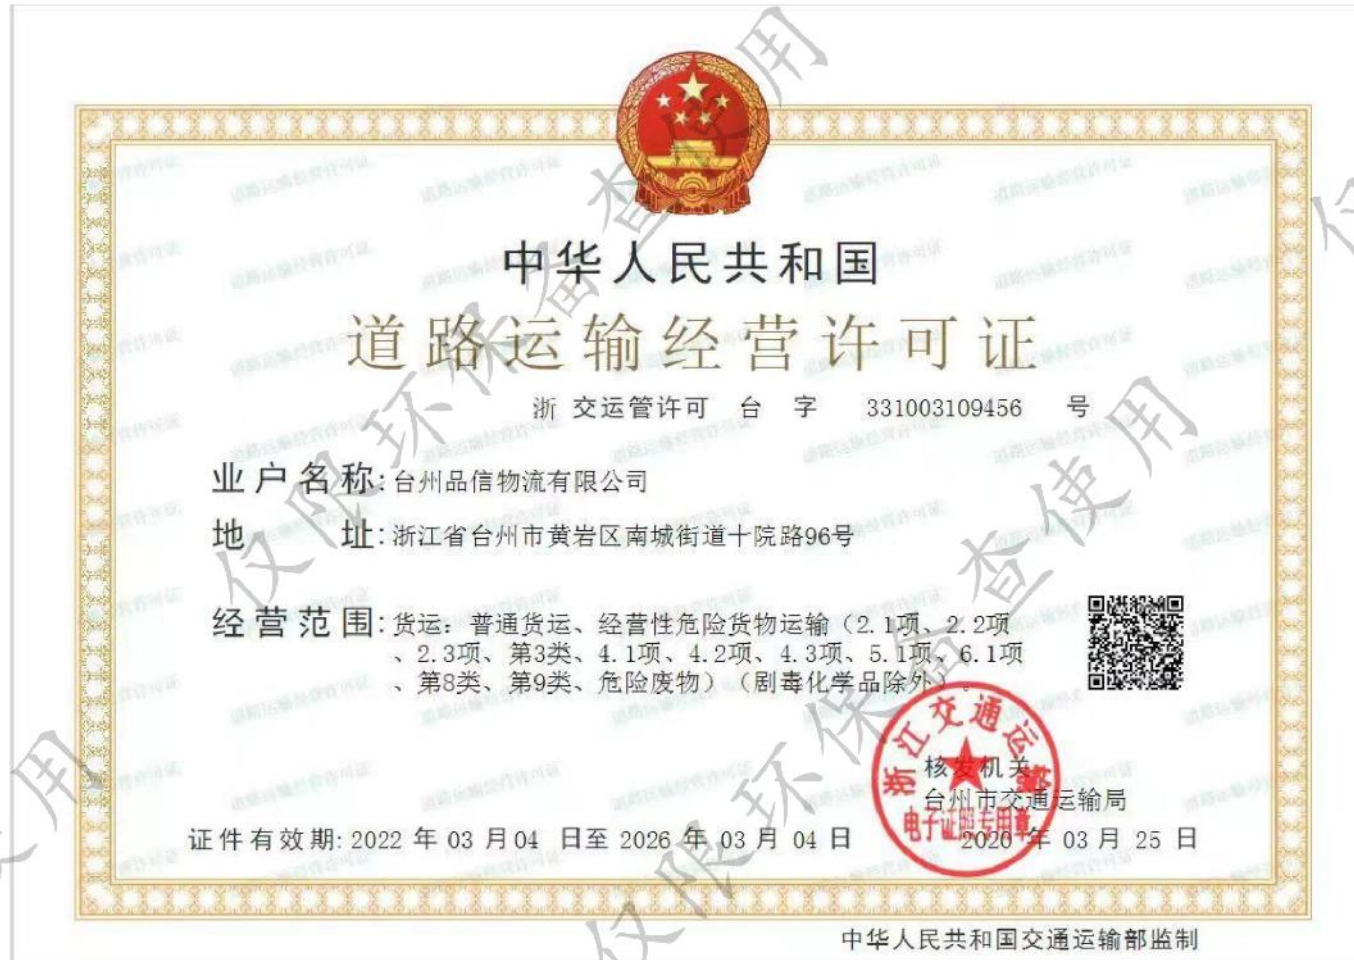 中华人民共和国
道路运输经营许可证
浙 交运管许可 台 字 331003109456 号
业户名称: 台州品信物流有限公司
地 址: 浙江省台州市黄岩区南城街道十院路96号
经营范围: 货运: 普通货运、经营性危险货物运输（2.1项、2.2项
、2.3项、第3类、4.1项、4.2项、4.3项、5.1项、6.1项
、第8类、第9类、危险废物）（剧毒化学品除外）。
浙江交通运输
核发机关
台州市交通运输局
电子证照专用章
证件有效期: 2022 年 03 月 04 日至 2026 年 03 月 04 日
2020 年 03 月 25 日
中华人民共和国交通运输部监制
仅限环保备查使用
仅限环保备查使用